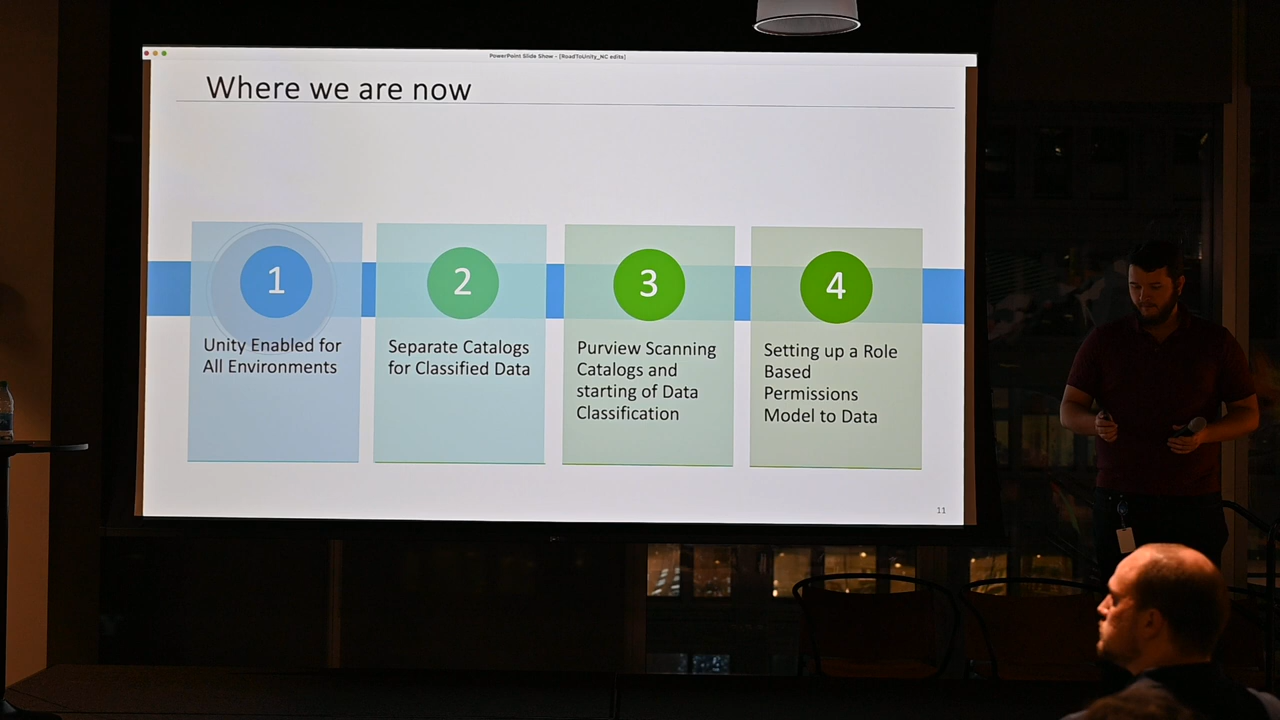 PowerPoint Slide Show - [RoadToUnity_NC edits]
Where we are now
1
Unity Enabled for
All Environments
2
Separate Catalogs
for Classified Data
3
Purview Scanning
Catalogs and
starting of Data
Classification
4
Setting up a Role
Based
Permissions
Model to Data
11